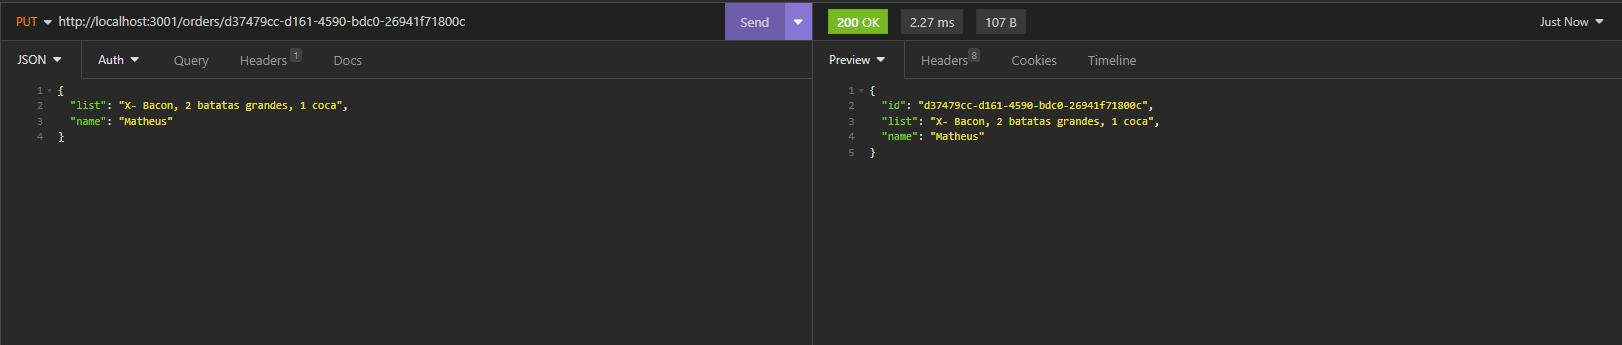 PUT http://localhost:3001/orders/d37479cc-d161-4590-bdc0-26941f71800c Send 200 OK 2.27 ms 107 B Just Now
JSON Auth Query Headers 1 Docs
1 {
2 "list": "X- Bacon, 2 batatas grandes, 1 coca",
3 "name": "Matheus"
4 }
Preview Headers 8 Cookies Timeline
1 {
2 "id": "d37479cc-d161-4590-bdc0-26941f71800c",
3 "list": "X- Bacon, 2 batatas grandes, 1 coca",
4 "name": "Matheus"
5 }